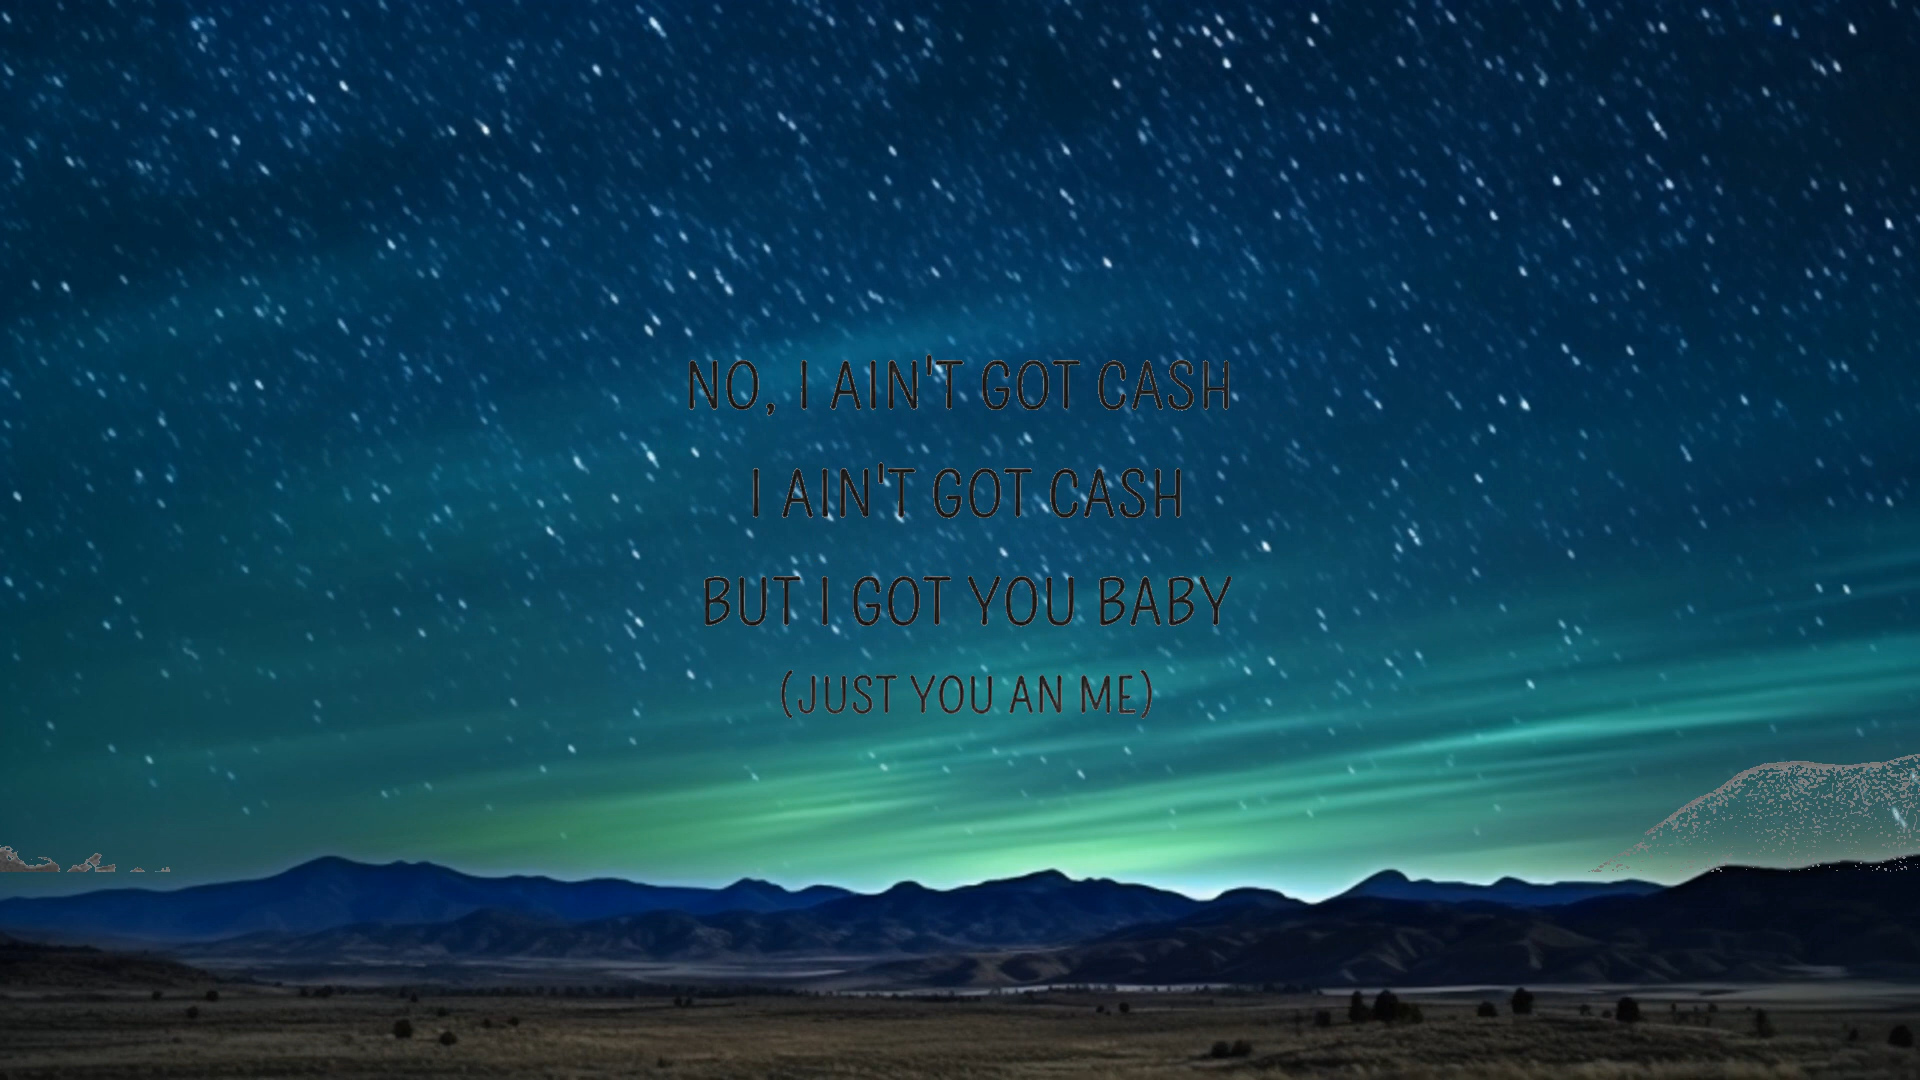 NO, I AIN'T GOT CASH
I AIN'T GOT CASH
BUT I GOT YOU BABY
(JUST YOU AN ME)